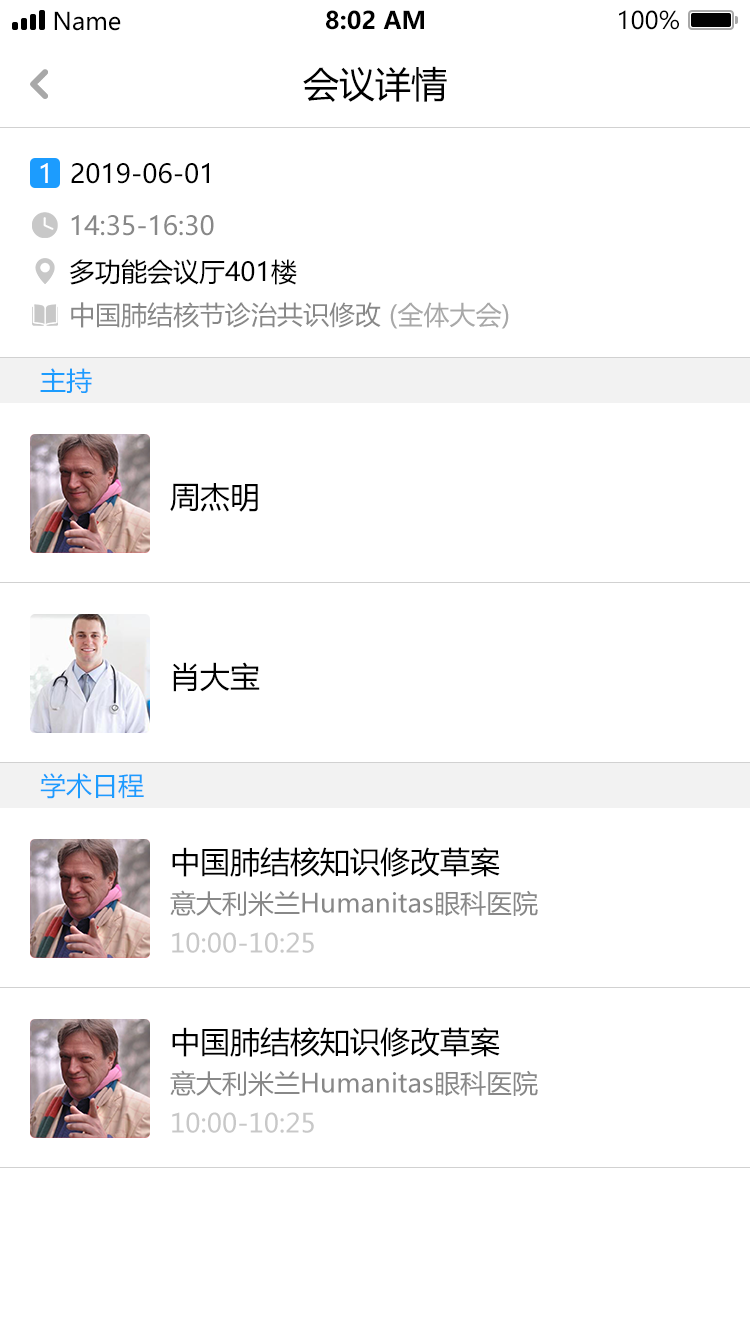 Name 8:02 AM 100%
会议详情
1 2019-06-01
14:35-16:30
多功能会议厅401楼
中国肺结核节诊治共识修改 (全体大会)
主持
周杰明
肖大宝
学术日程
中国肺结核知识修改草案
意大利米兰Humanitas眼科医院
10:00-10:25
中国肺结核知识修改草案
意大利米兰Humanitas眼科医院
10:00-10:25